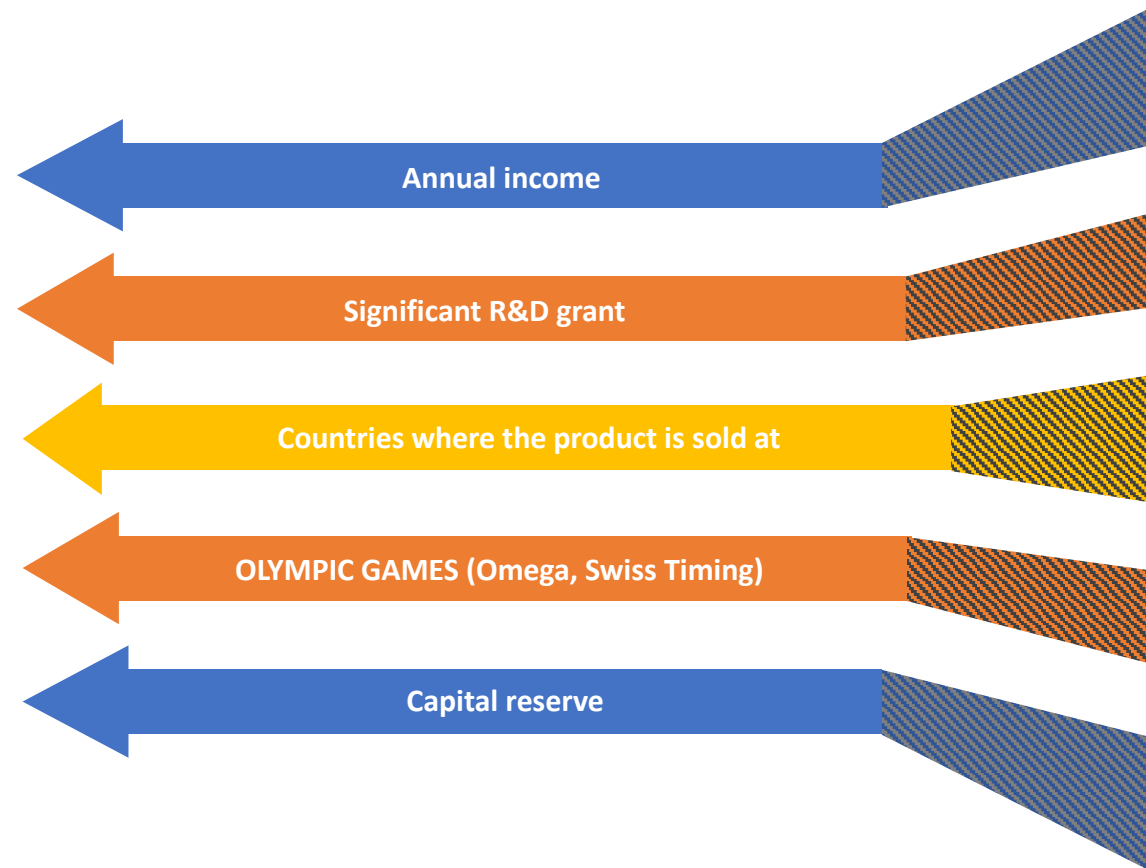 Annual income
Significant R&D grant
Countries where the product is sold at
OLYMPIC GAMES (Omega, Swiss Timing)
Capital reserve